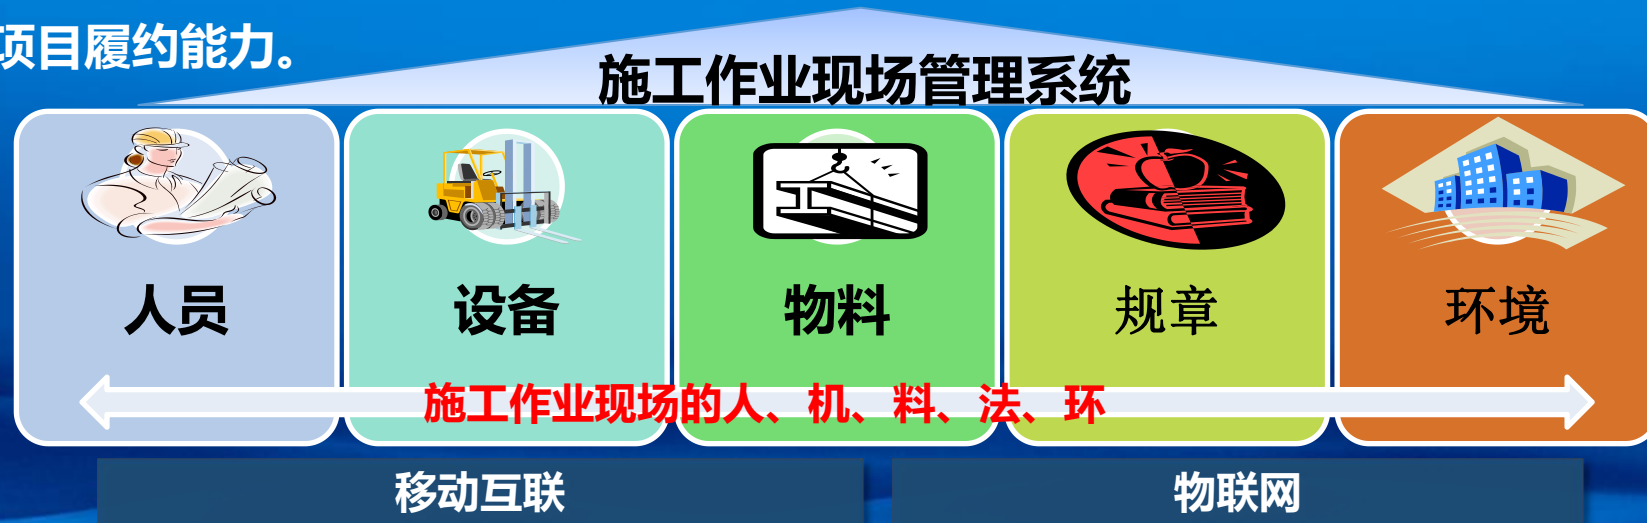 项目履约能力。
施工作业现场管理系统
人员
设备
物料
规章
环境
施工作业现场的人、机、料、法、环
移动互联
物联网